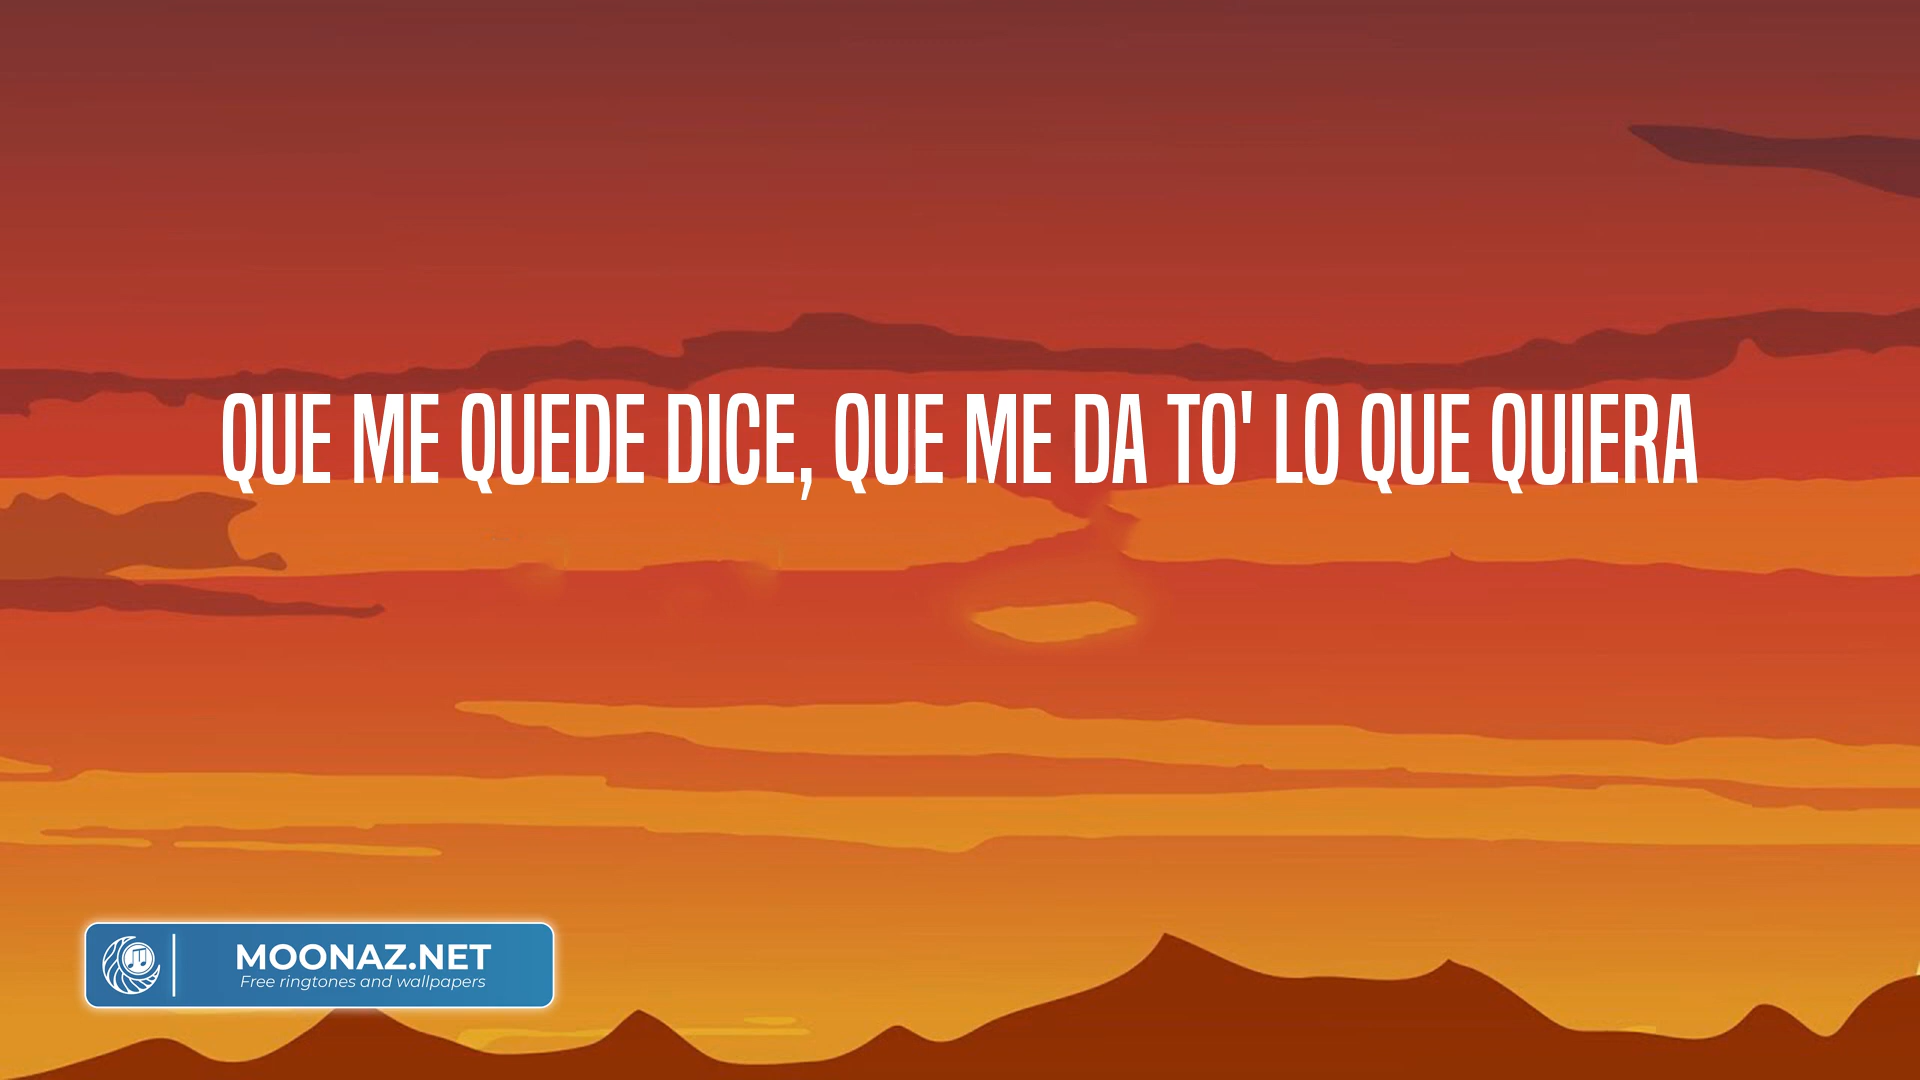 QUE ME QUEDE DICE, QUE ME DA TO' LO QUE QUIERA
MOONAZ.NET
Free ringtones and wallpapers